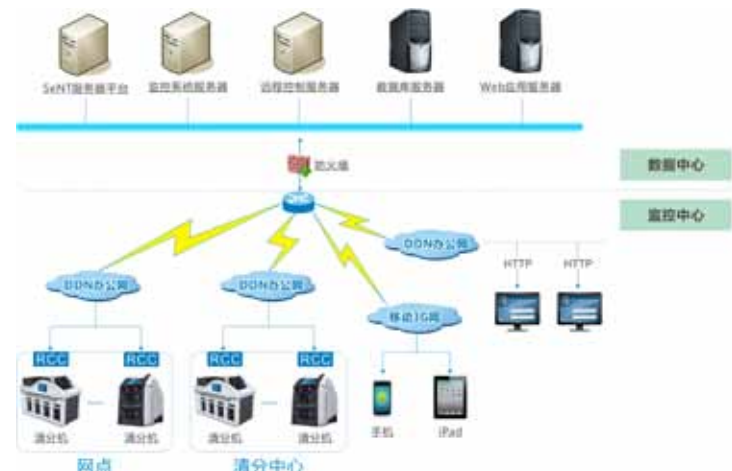 SeNT服务器平台
监控系统服务器
远程控制服务器
数据库服务器
Web应用服务器
防火墙
数据中心
监控中心
DDN办公网
HTTP
HTTP
DDN办公网
DDN办公网
移动3G网
RCC
RCC
RCC
RCC
清分机
清分机
清分机
清分机
手机
iPad
网点
清分中心